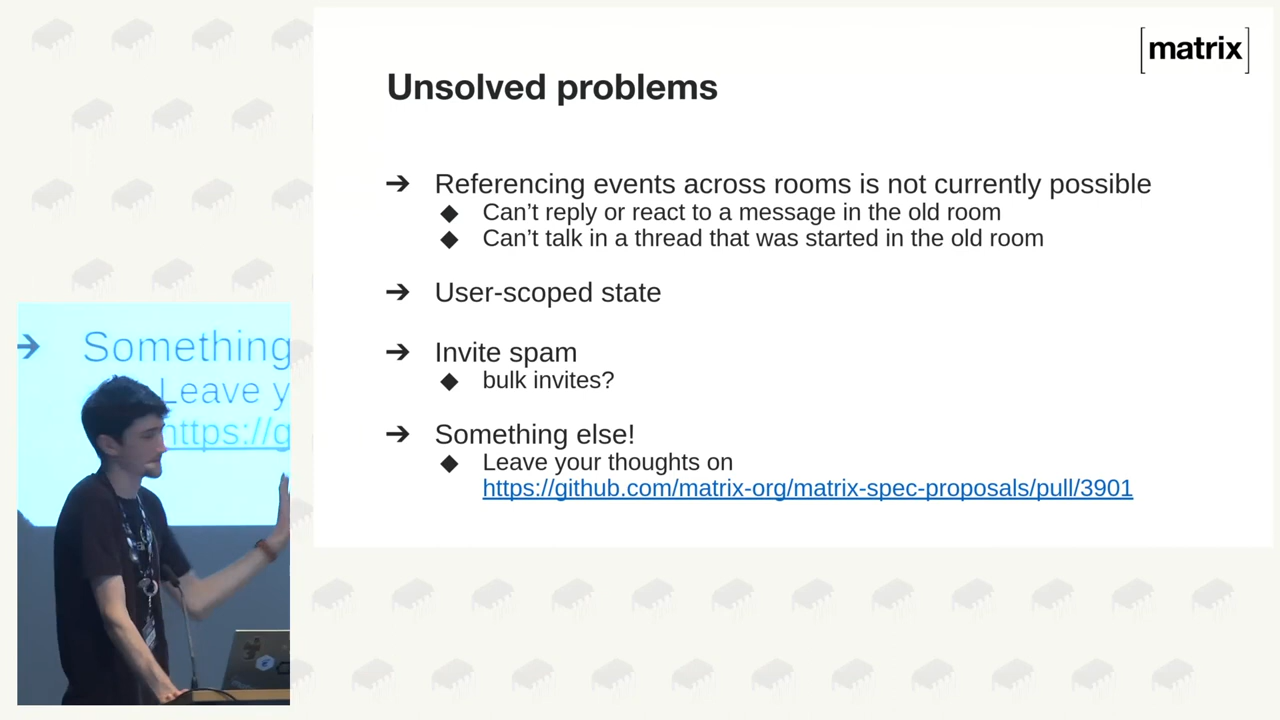 [matrix]
Unsolved problems
➔ Referencing events across rooms is not currently possible
◆ Can't reply or react to a message in the old room
◆ Can't talk in a thread that was started in the old room
➔ User-scoped state
➔ Invite spam
◆ bulk invites?
➔ Something else!
◆ Leave your thoughts on
https://github.com/matrix-org/matrix-spec-proposals/pull/3901
➔ Something
Leave y
https://g